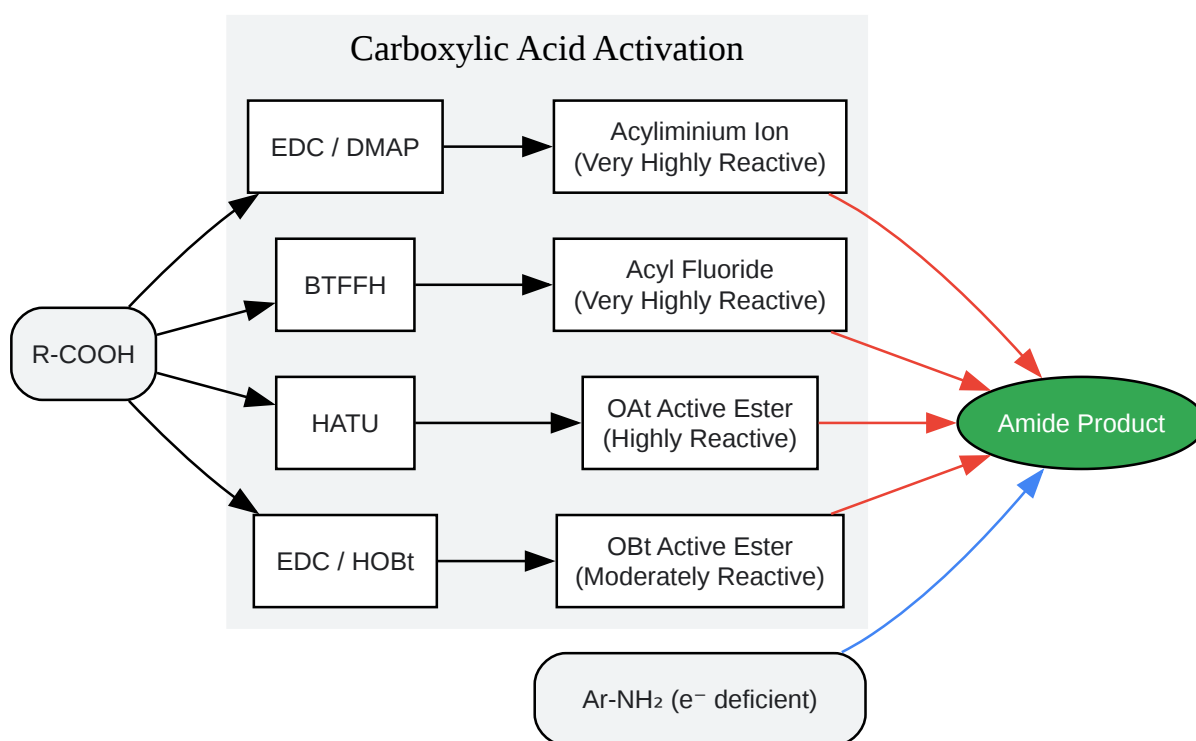 Carboxylic Acid Activation
EDC / DMAP
Acyliminium Ion
(Very Highly Reactive)
BTFFH
Acyl Fluoride
(Very Highly Reactive)
R-COOH
HATU
OAt Active Ester
(Highly Reactive)
Amide Product
EDC / HOBt
OBt Active Ester
(Moderately Reactive)
Ar-NH₂ (e⁻ deficient)